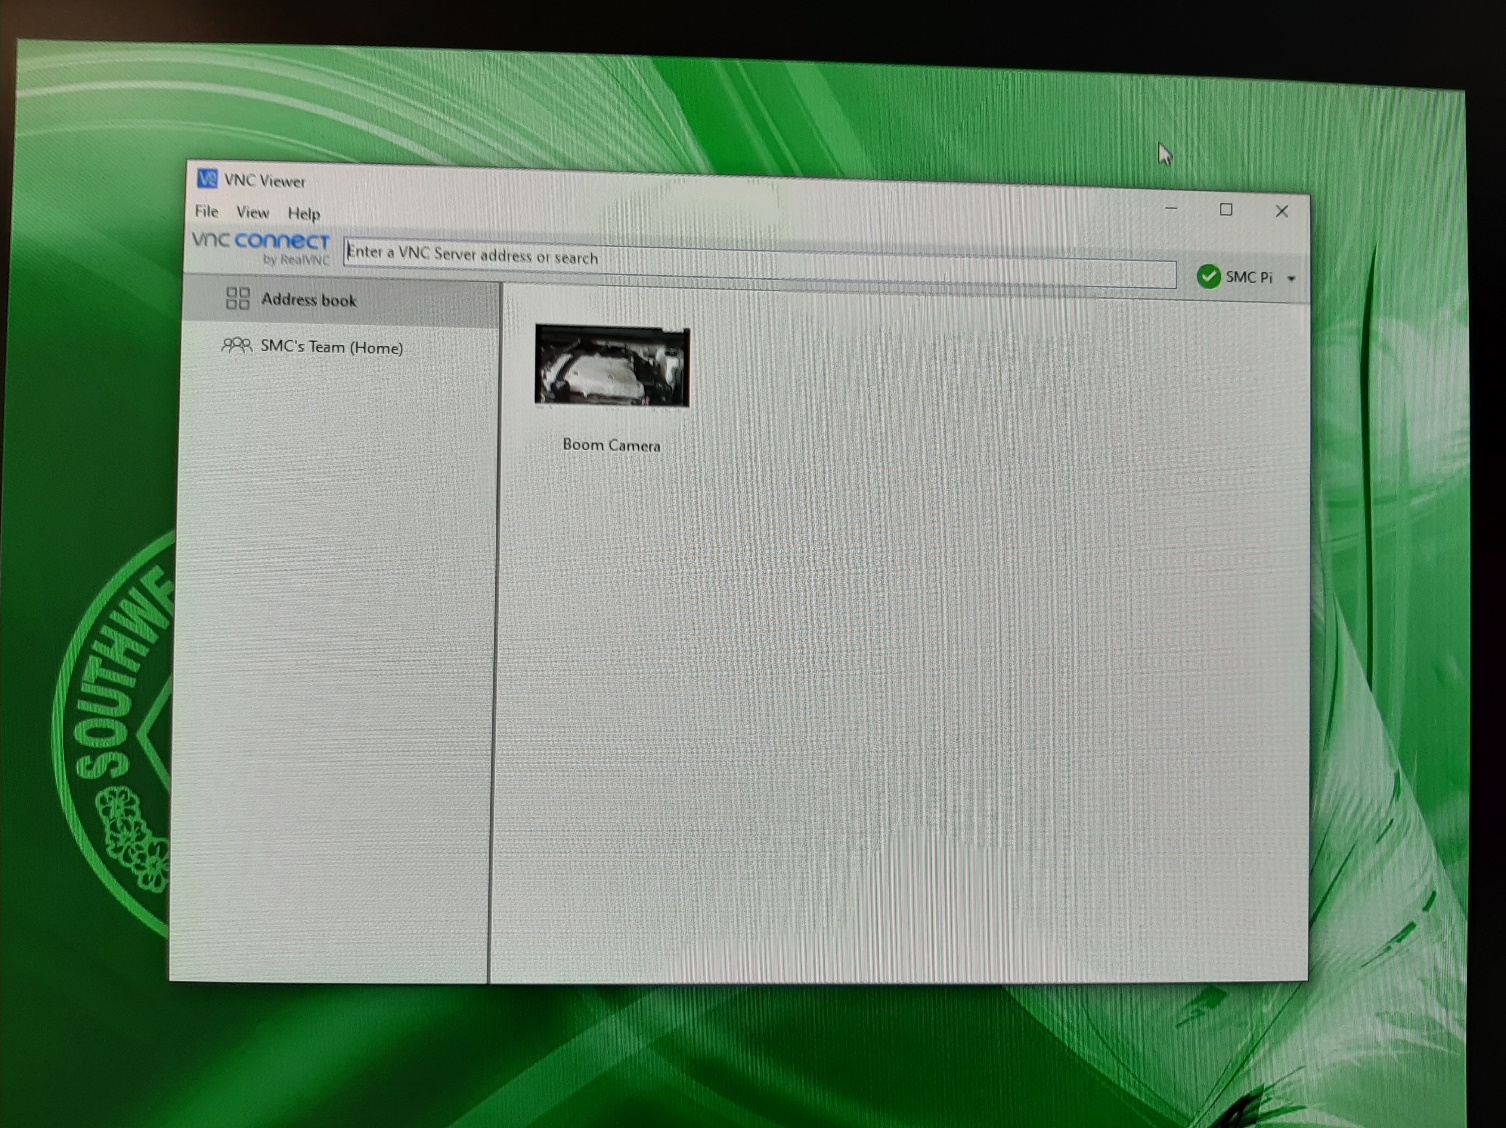 VNC Viewer
File View Help
vnc connect
by RealVNC
Enter a VNC Server address or search
SMC Pi
Address book
SMC's Team (Home)
Boom Camera